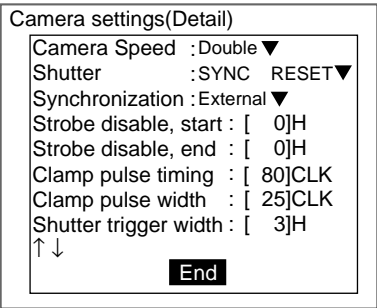 Camera settings(Detail)
Camera Speed :Double▼
Shutter :SYNC RESET▼
Synchronization :External▼
Strobe disable, start : [ 0]H
Strobe disable, end : [ 0]H
Clamp pulse timing : [ 80]CLK
Clamp pulse width : [ 25]CLK
Shutter trigger width : [ 3]H
↑↓
End